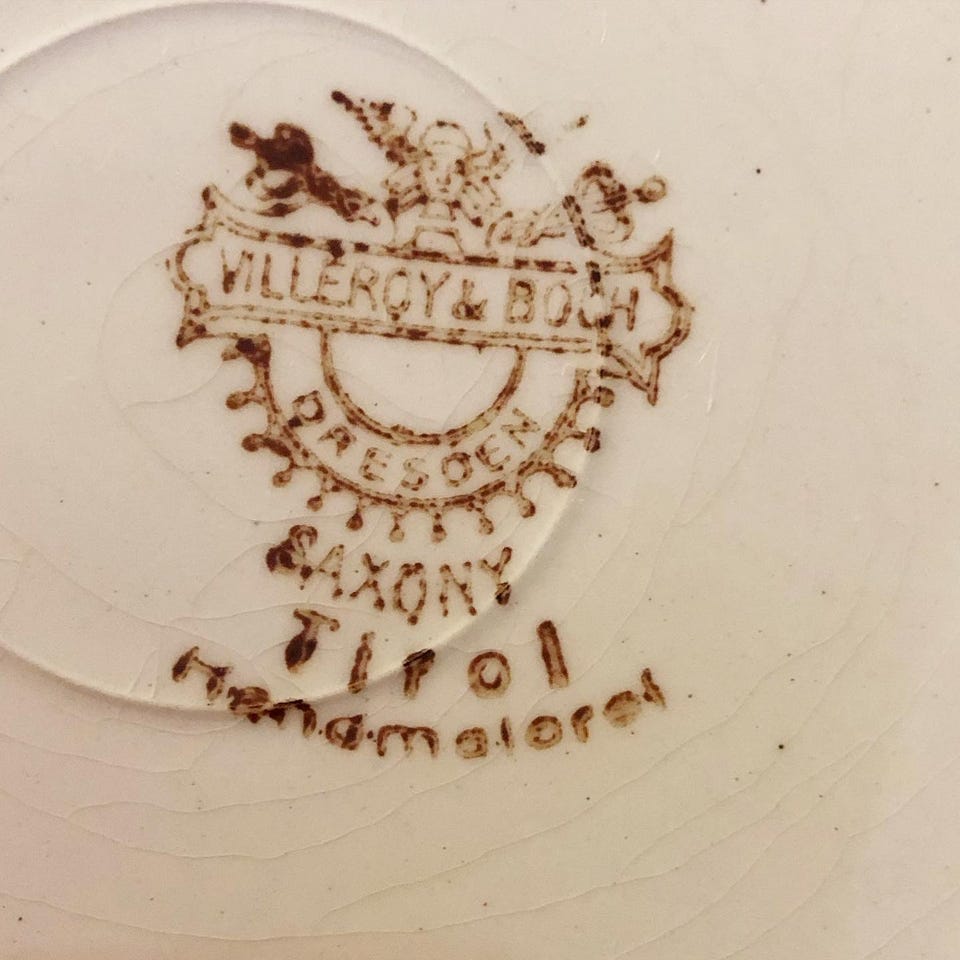 VILLEROY & BOCH
DRESDEN
SAXONY
Tirol
Handmalerei